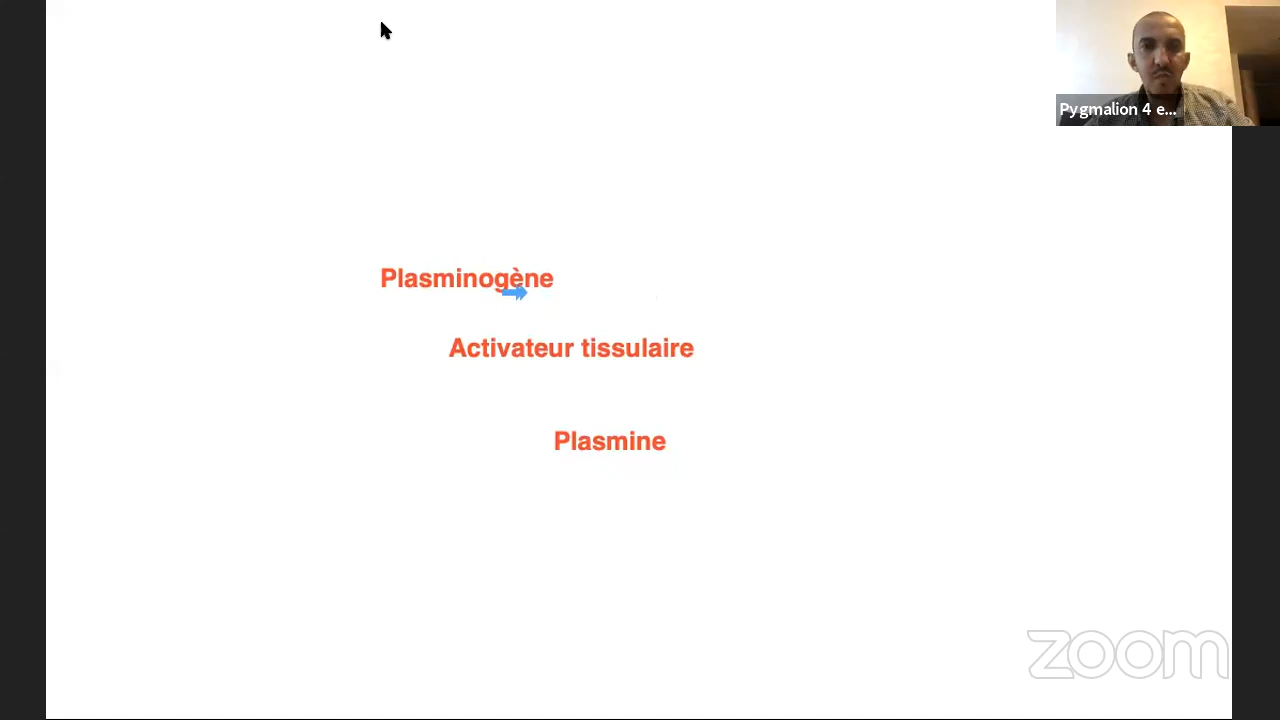 Pygmalion 4 e...
Plasminogène
Activateur tissulaire
Plasmine
zoom